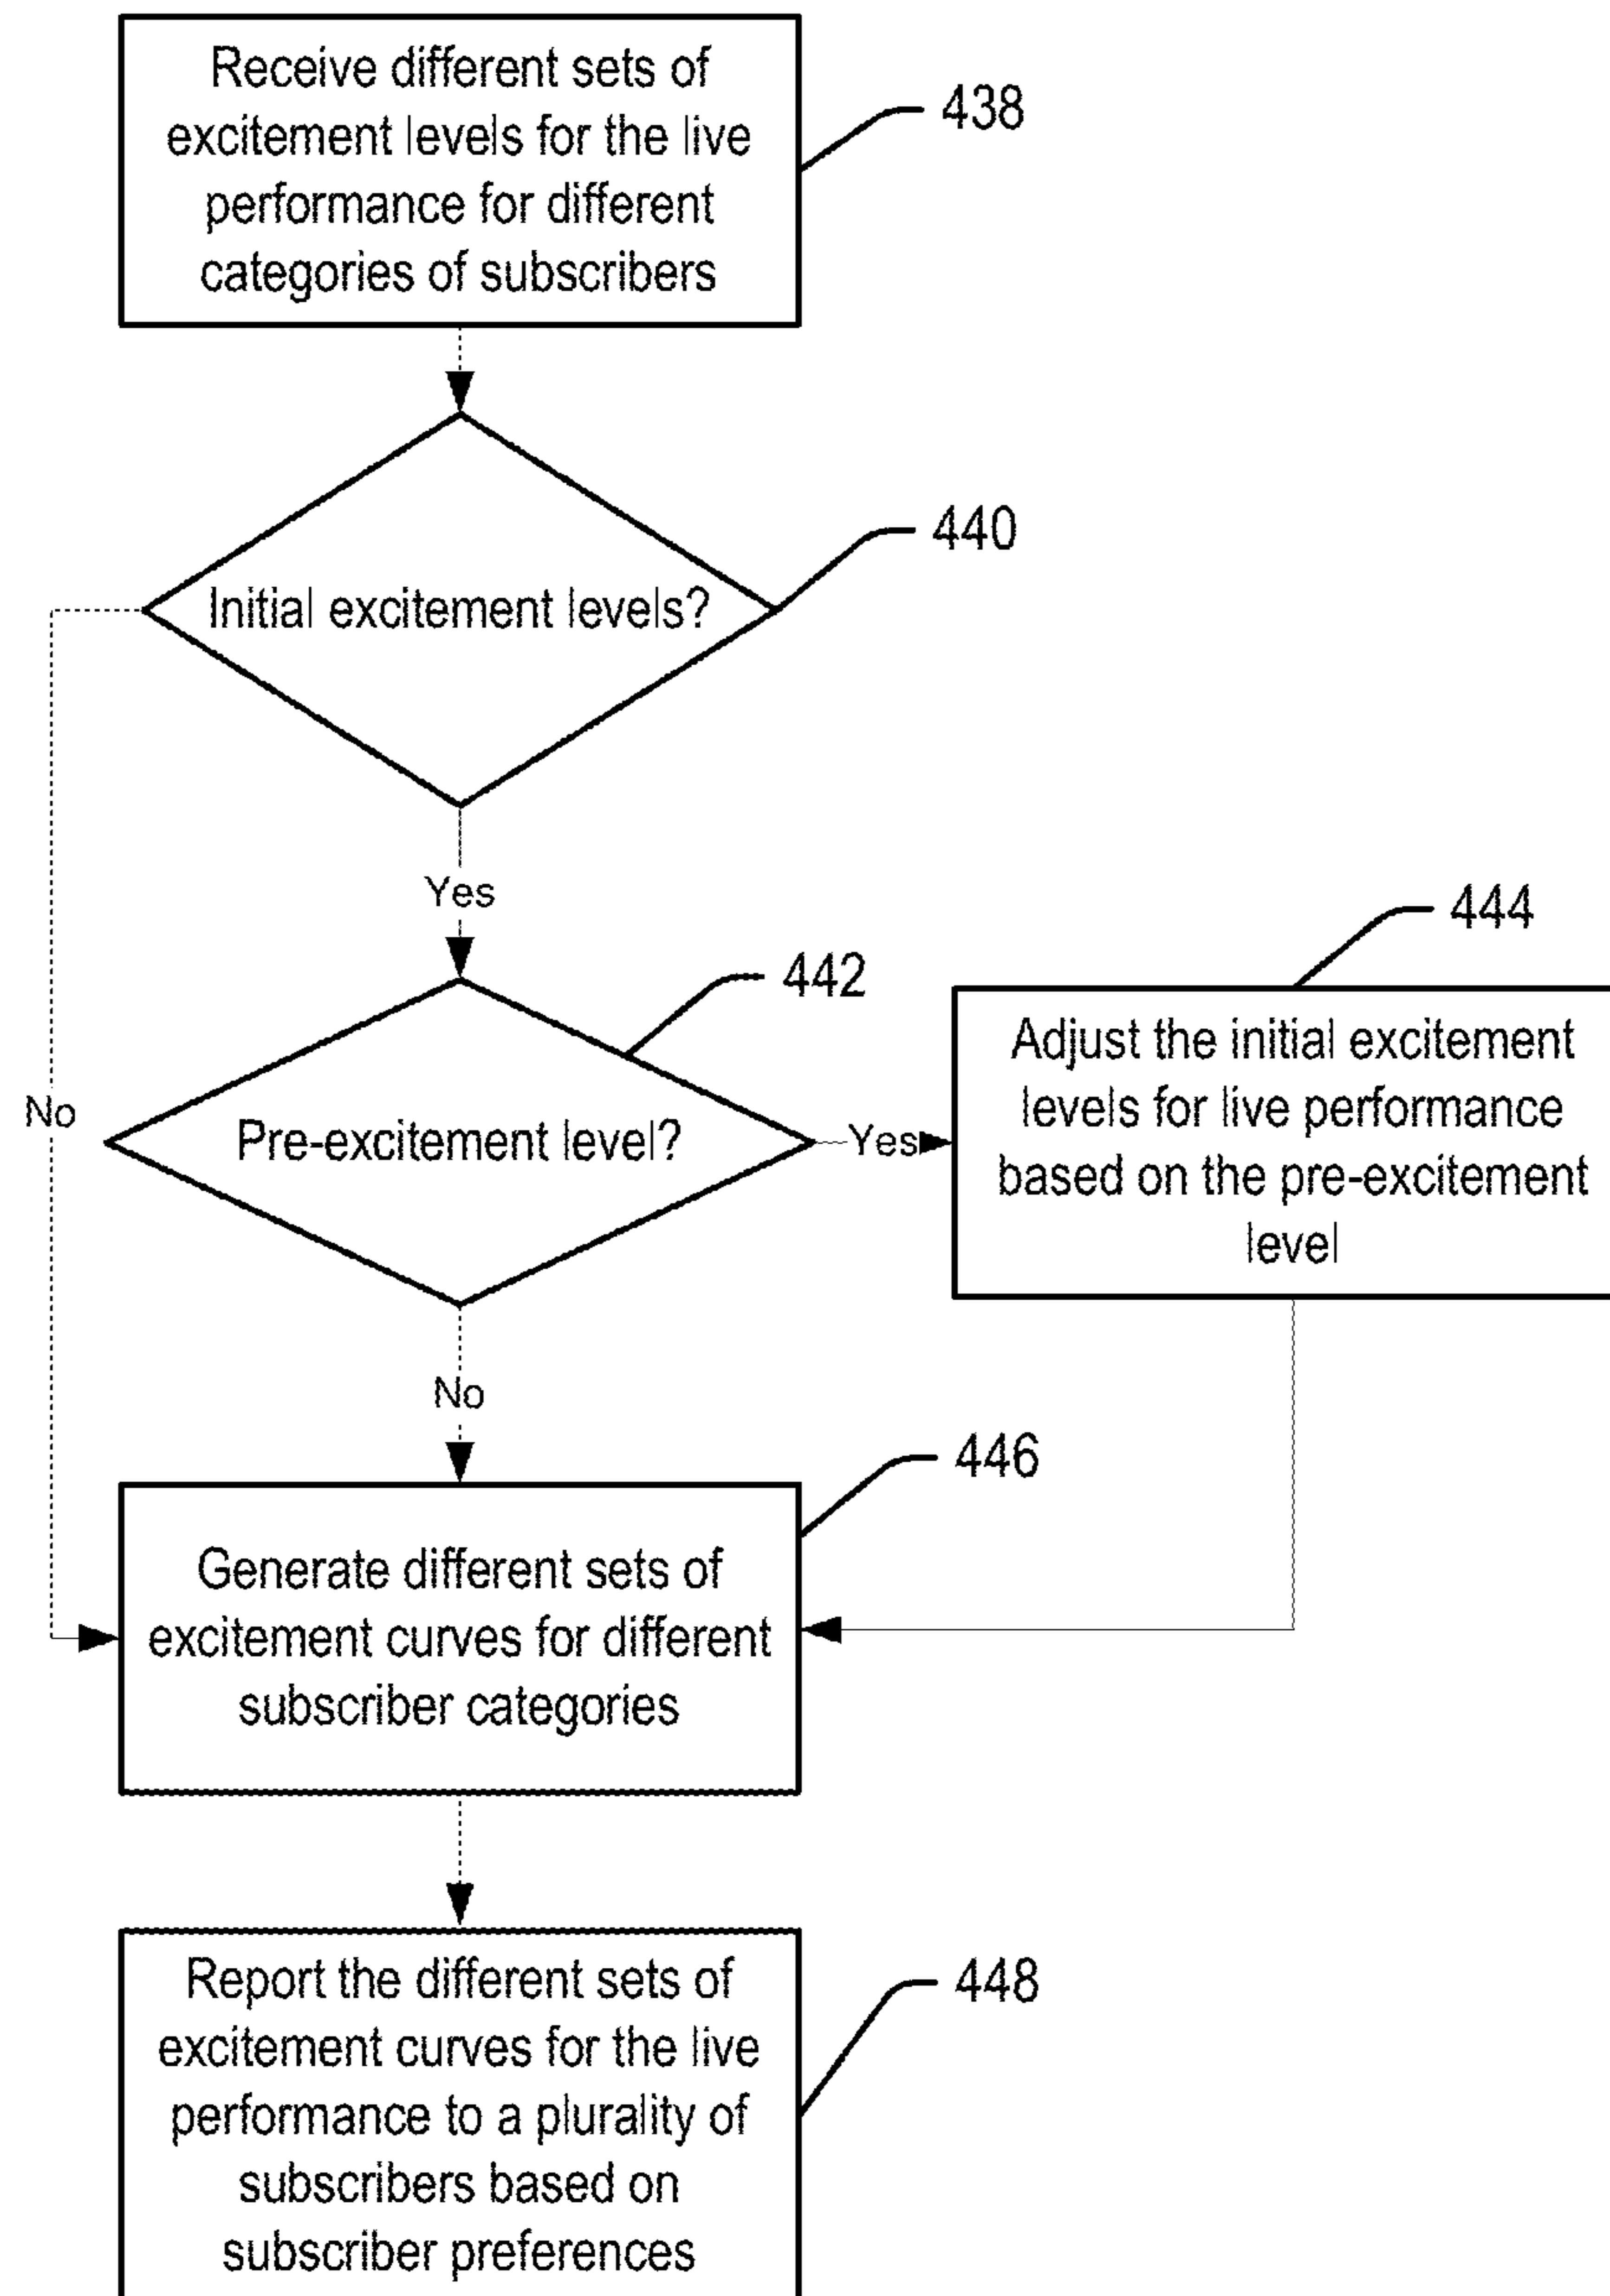 Receive different sets of
excitement levels for the live
performance for different
categories of subscribers
438
440
Initial excitement levels?
Yes
442
444
No
Pre-excitement level?
Yes
Adjust the initial excitement
levels for live performance
based on the pre-excitement
level
No
446
Generate different sets of
excitement curves for different
subscriber categories
448
Report the different sets of
excitement curves for the live
performance to a plurality of
subscribers based on
subscriber preferences